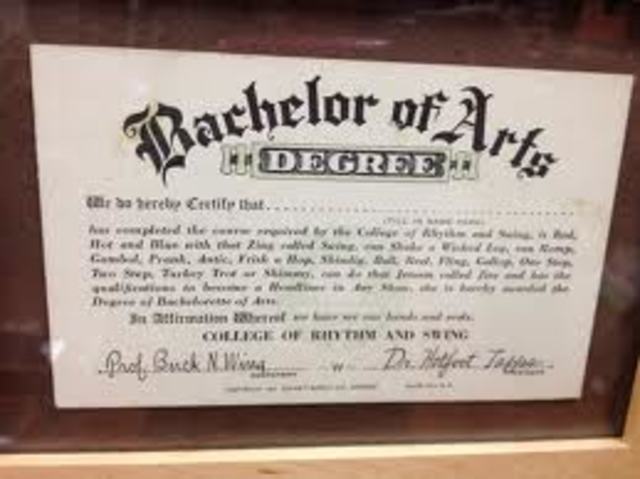 Bachelor of Arts
DEGREE
We do hereby Certify that
(FILL IN NAME HERE)
has completed the course required by the College of Rhythm and Swing, is Red,
Hot and Blue with that Zing called Swing, can Shake a Wicked Leg, can Romp,
Gambol, Prank, Antic, Frisk a Hop, Shindig, Ball, Reel, Fling, Gallop, One Step,
Two Step, Turkey Trot or Shimmy, can do that called Jive and has the
qualifications to become a Headliner in Any Show, she is hereby awarded the
Degree of Bachelorette of Arts.
In Affirmation Whereof we have set our hands and seals.
COLLEGE OF RHYTHM AND SWING
Prof. Buck N. Wing Dr. Hotfoot
COPYRIGHT